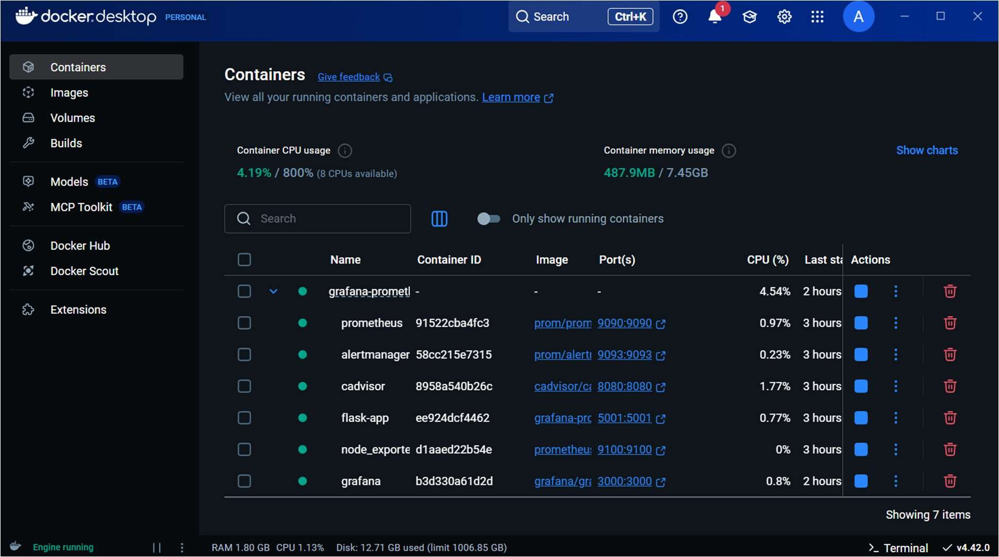 docker.desktop PERSONAL Search Ctrl+K 1 A
Containers
Images
Volumes
Builds
Models BETA
MCP Toolkit BETA
Docker Hub
Docker Scout
Extensions
Containers Give feedback
View all your running containers and applications. Learn more
Container CPU usage Container memory usage Show charts
4.19% / 800% (8 CPUs available) 487.9MB / 7.45GB
Search Only show running containers
Name Container ID Image Port(s) CPU (%) Last sta Actions
grafana-prometh - - - 4.54% 2 hours
prometheus 91522cba4fc3 prom/prom 9090:9090 0.97% 3 hours
alertmanager 58cc215e7315 prom/alertr 9093:9093 0.23% 3 hours
cadvisor 8958a540b26c cadvisor/ca 8080:8080 1.77% 3 hours
flask-app ee924dcf4462 grafana-pro 5001:5001 0.77% 3 hours
node_exporte d1aaed22b54e prometheus 9100:9100 0% 3 hours
grafana b3d330a61d2d grafana/gra 3000:3000 0.8% 2 hours
Showing 7 items
Engine running RAM 1.80 GB CPU 1.13% Disk: 12.71 GB used (limit 1006.85 GB) Terminal v4.42.0